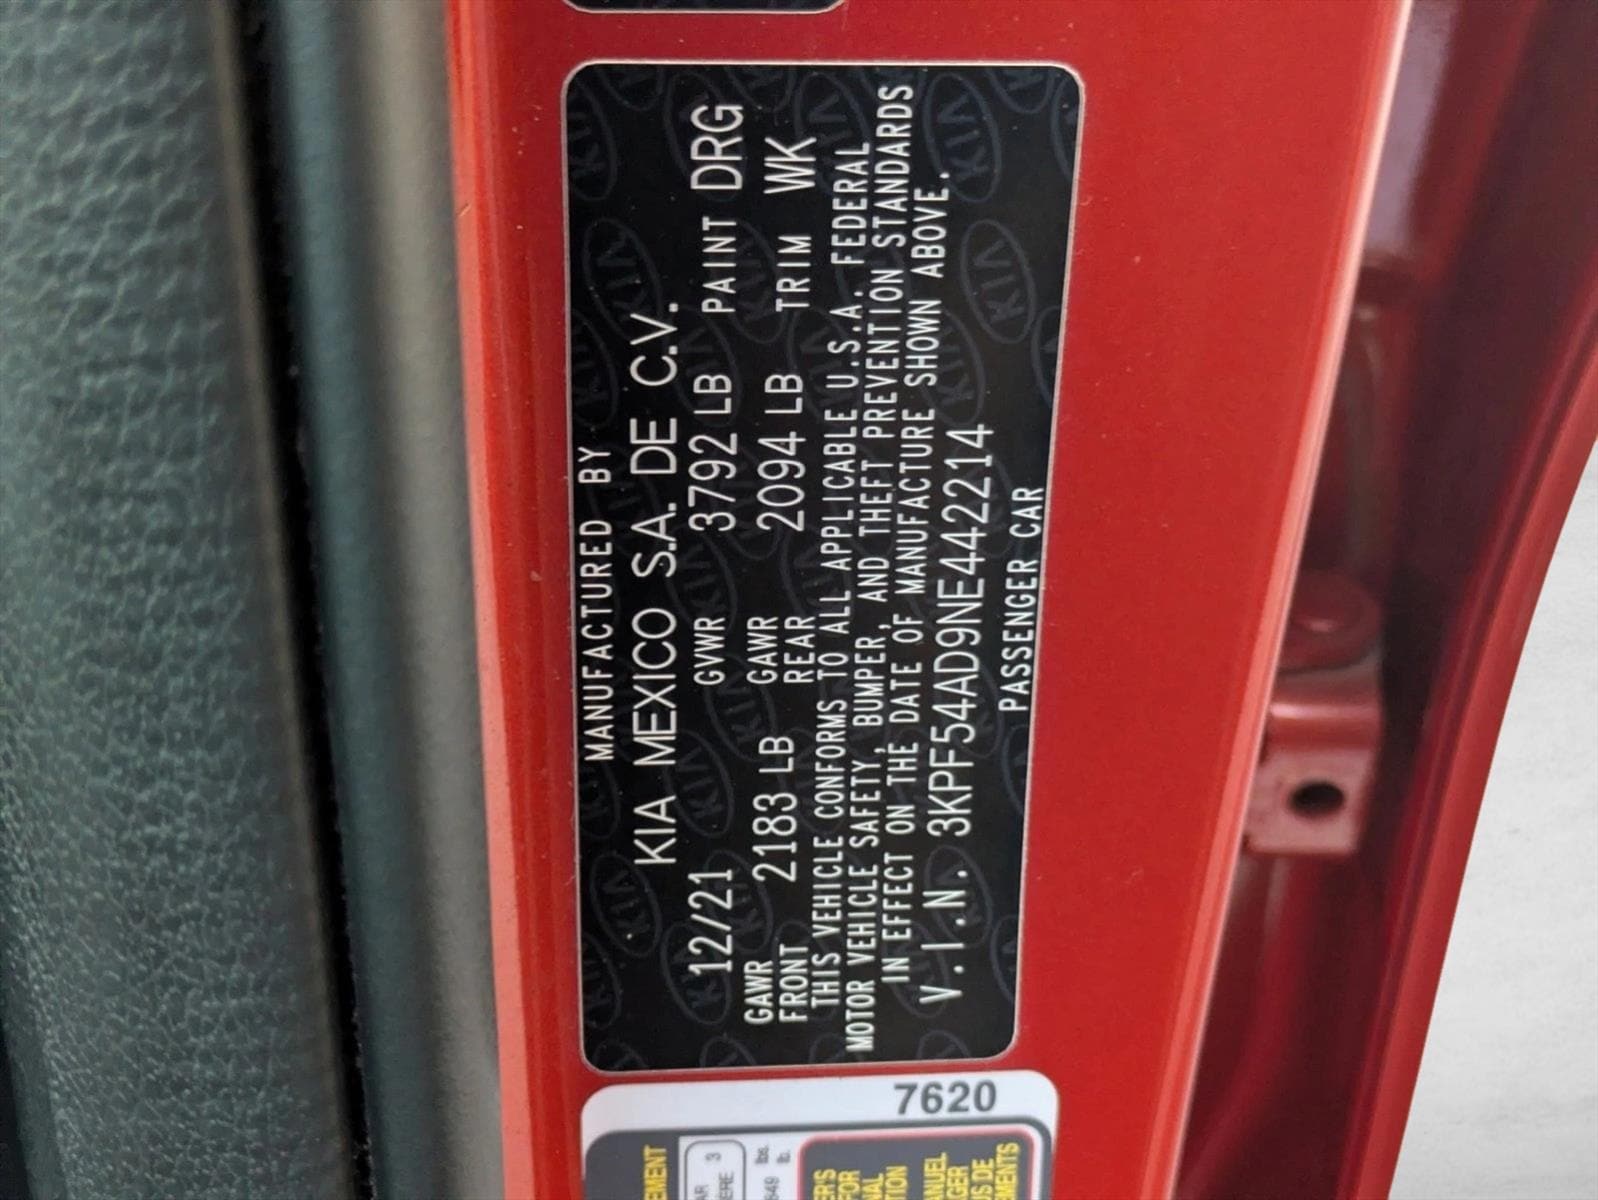 MANUFACTURED BY
KIA MEXICO S.A. DE C.V.
12/21 GVWR 3792 LB PAINT DRG
GAWR FRONT 2183 LB GAWR REAR 2094 LB TRIM WK
THIS VEHICLE CONFORMS TO ALL APPLICABLE U.S.A. FEDERAL
MOTOR VEHICLE SAFETY, BUMPER, AND THEFT PREVENTION STANDARDS
IN EFFECT ON THE DATE OF MANUFACTURE SHOWN ABOVE.
V.I.N. 3KPF54AD9NE442214
PASSENGER CAR
7620